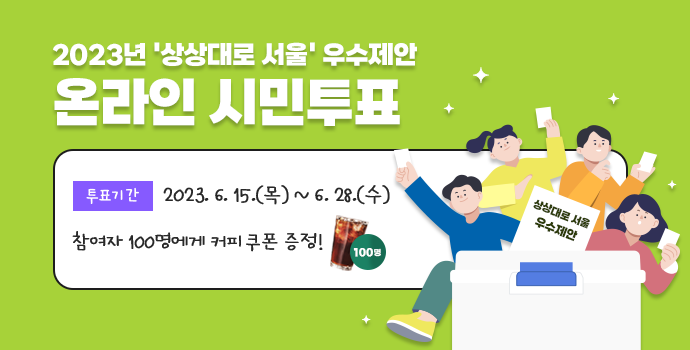 2023년 '상상대로 서울' 우수제안
온라인 시민투표
투표기간 2023. 6. 15.(목) ~ 6. 28.(수)
참여자 100명에게 커피 쿠폰 증정!
100명
상상대로 서울
우수제안